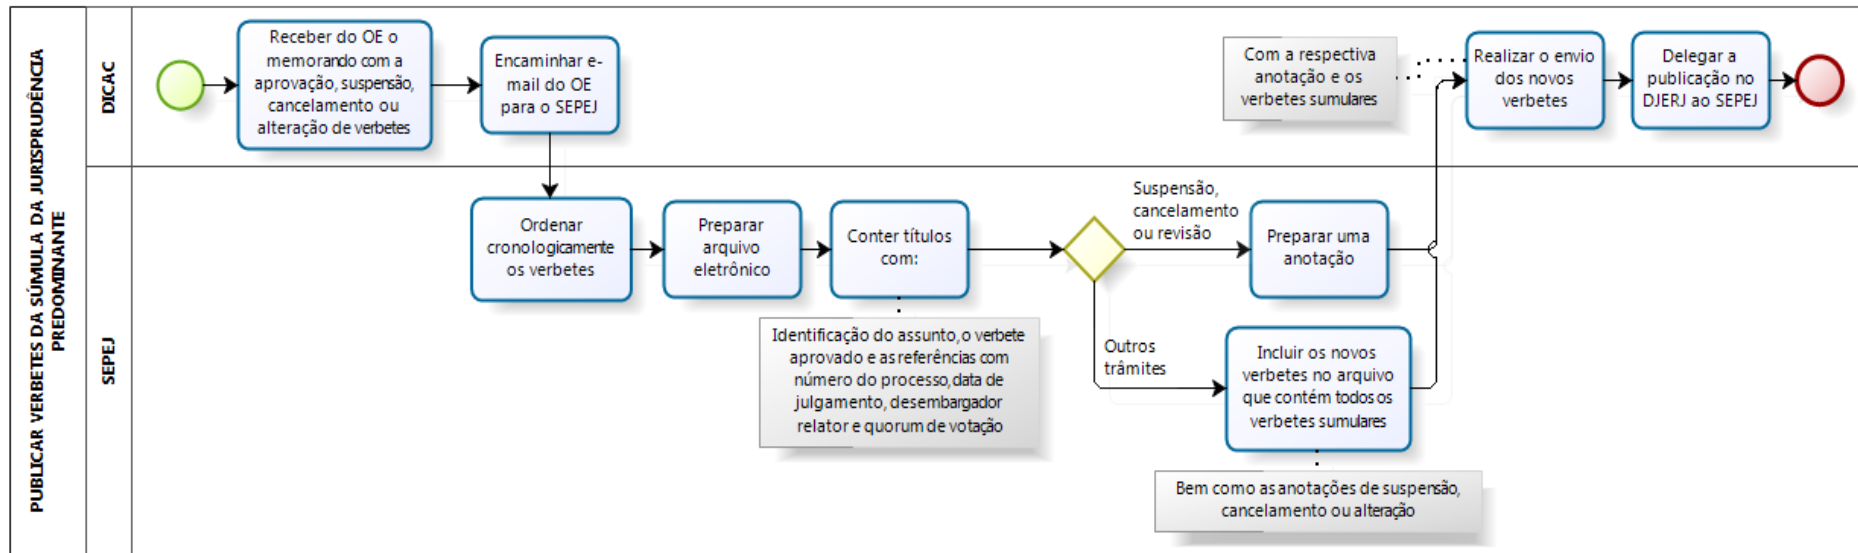 PUBLICAR VERBETES DA SÚMULA DA JURISPRUDÊNCIA
PREDOMINANTE
DICAC
Receber do OE o
memorando com a
aprovação, suspensão,
cancelamento ou
alteração de verbetes
Encaminhar e-
mail do OE
para o SEPEJ
Com a respectiva
anotação e os
verbetes sumulares
Realizar o envio
dos novos
verbetes
Delegar a
publicação no
DJERJ ao SEPEJ
SEPEJ
Ordenar
cronologicamente
os verbetes
Preparar
arquivo
eletrônico
Conter títulos
com:
Identificação do assunto, o verbete
aprovado e as referências com
número do processo, data de
julgamento, desembargador
relator e quorum de votação
Suspensão,
cancelamento
ou revisão
Preparar uma
anotação
Outros
trâmites
Incluir os novos
verbetes no arquivo
que contém todos os
verbetes sumulares
Bem como as anotações de suspensão,
cancelamento ou alteração